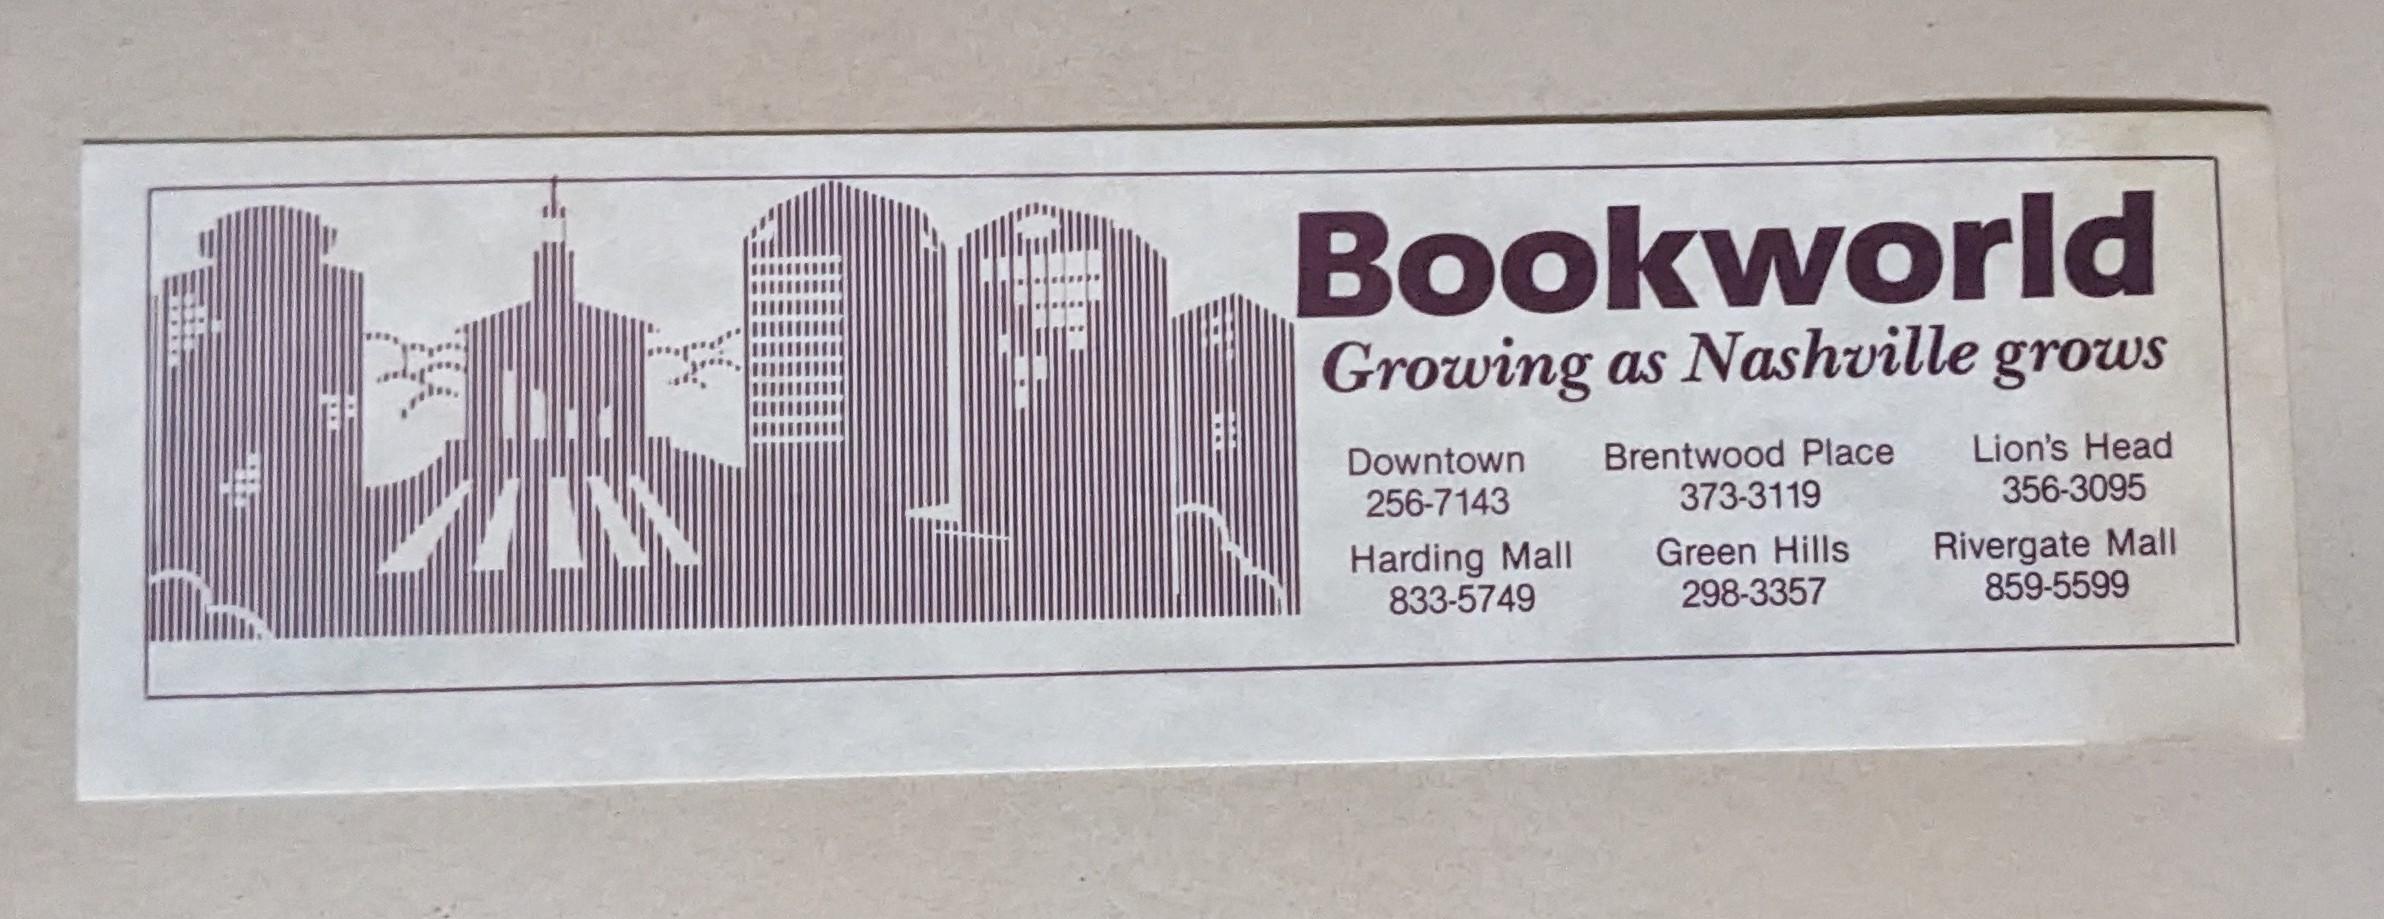 Bookworld
Growing as Nashville grows
Downtown Brentwood Place Lion's Head
256-7143 373-3119 356-3095
Harding Mall Green Hills Rivergate Mall
833-5749 298-3357 859-5599